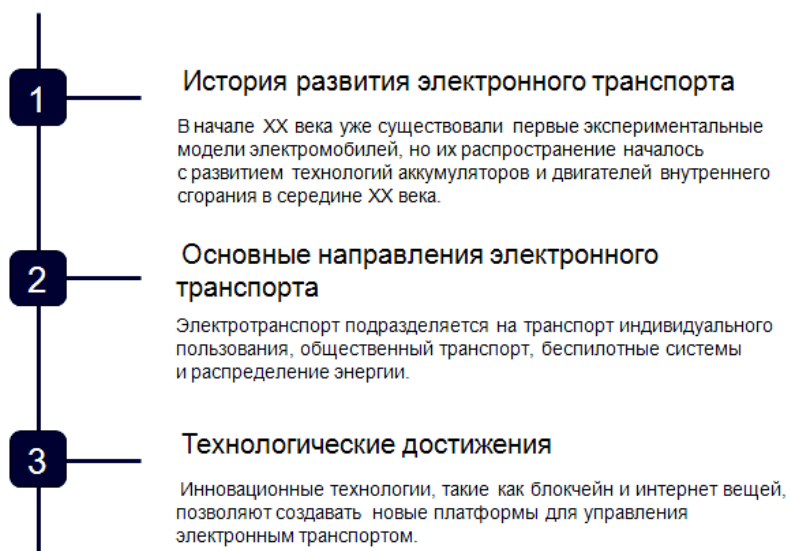 1
История развития электронного транспорта
В начале XX века уже существовали первые экспериментальные
модели электромобилей, но их распространение началось
с развитием технологий аккумуляторов и двигателей внутреннего
сгорания в середине XX века.
2
Основные направления электронного
транспорта
Электротранспорт подразделяется на транспорт индивидуального
пользования, общественный транспорт, беспилотные системы
и распределение энергии.
3
Технологические достижения
Инновационные технологии, такие как блокчейн и интернет вещей,
позволяют создавать новые платформы для управления
электронным транспортом.